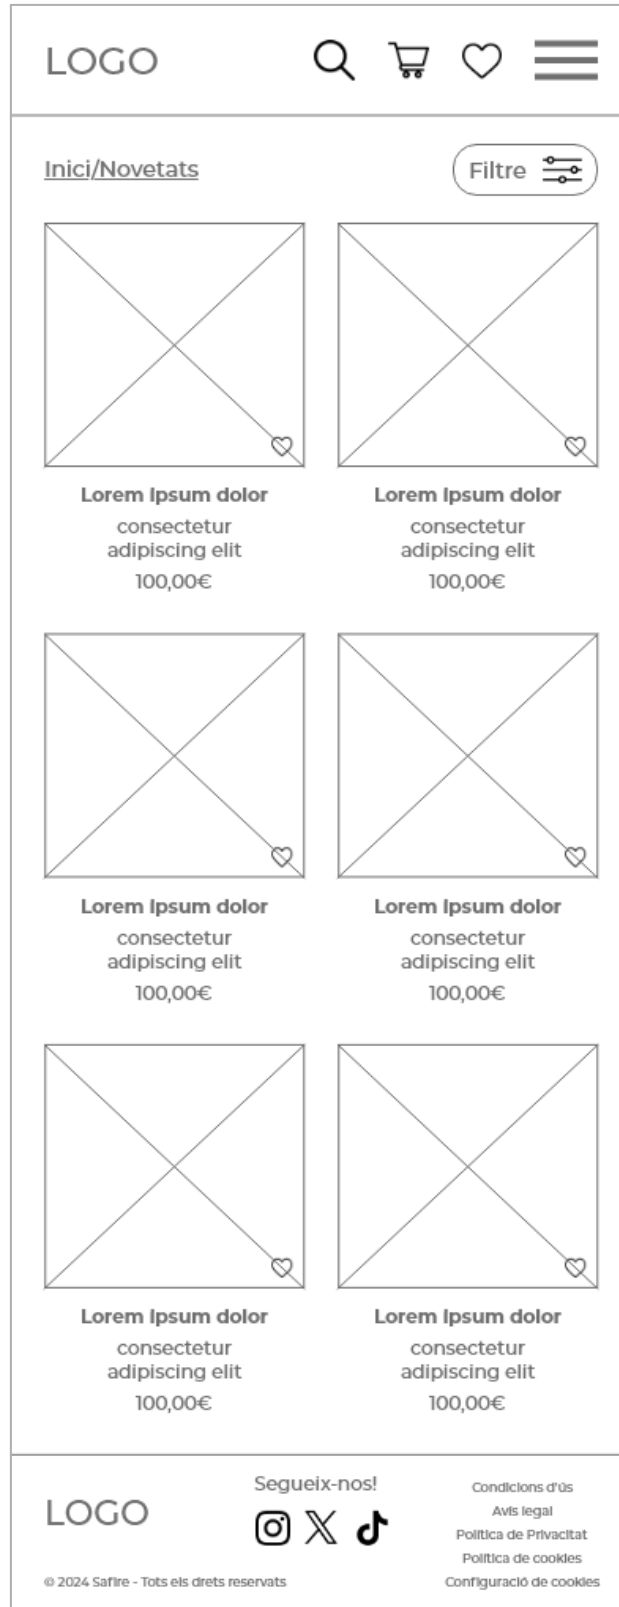 LOGO
Inici/Novetats
Filtre
Lorem Ipsum dolor
consectetur
adipiscing elit
100,00€
Lorem Ipsum dolor
consectetur
adipiscing elit
100,00€
Lorem Ipsum dolor
consectetur
adipiscing elit
100,00€
Lorem Ipsum dolor
consectetur
adipiscing elit
100,00€
Lorem Ipsum dolor
consectetur
adipiscing elit
100,00€
Lorem Ipsum dolor
consectetur
adipiscing elit
100,00€
LOGO
© 2024 Safire - Tots els drets reservats
Segueix-nos!
Condicions d'ús
Avis legal
Política de Privacitat
Política de cookies
Configuració de cookies